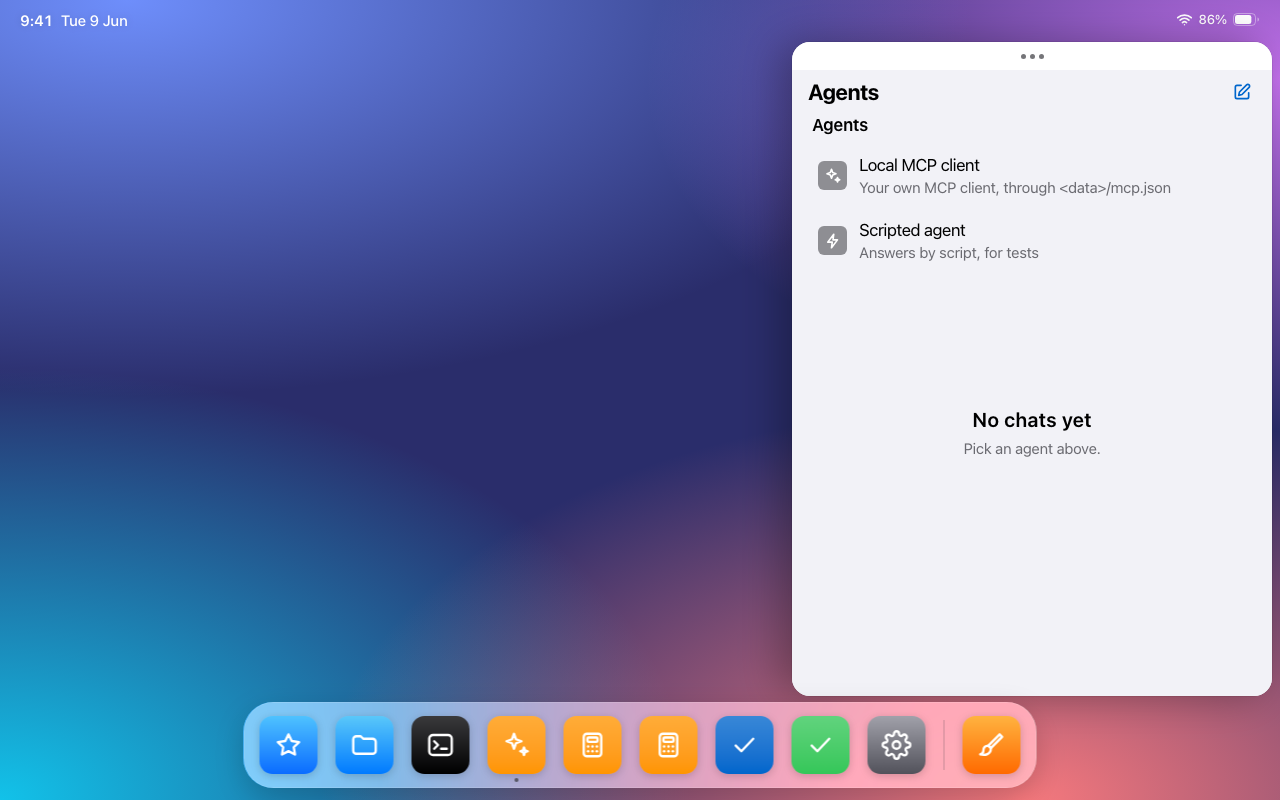 9:41 Tue 9 Jun
86%
Agents
Agents
Local MCP client
Your own MCP client, through <data>/mcp.json
Scripted agent
Answers by script, for tests
No chats yet
Pick an agent above.